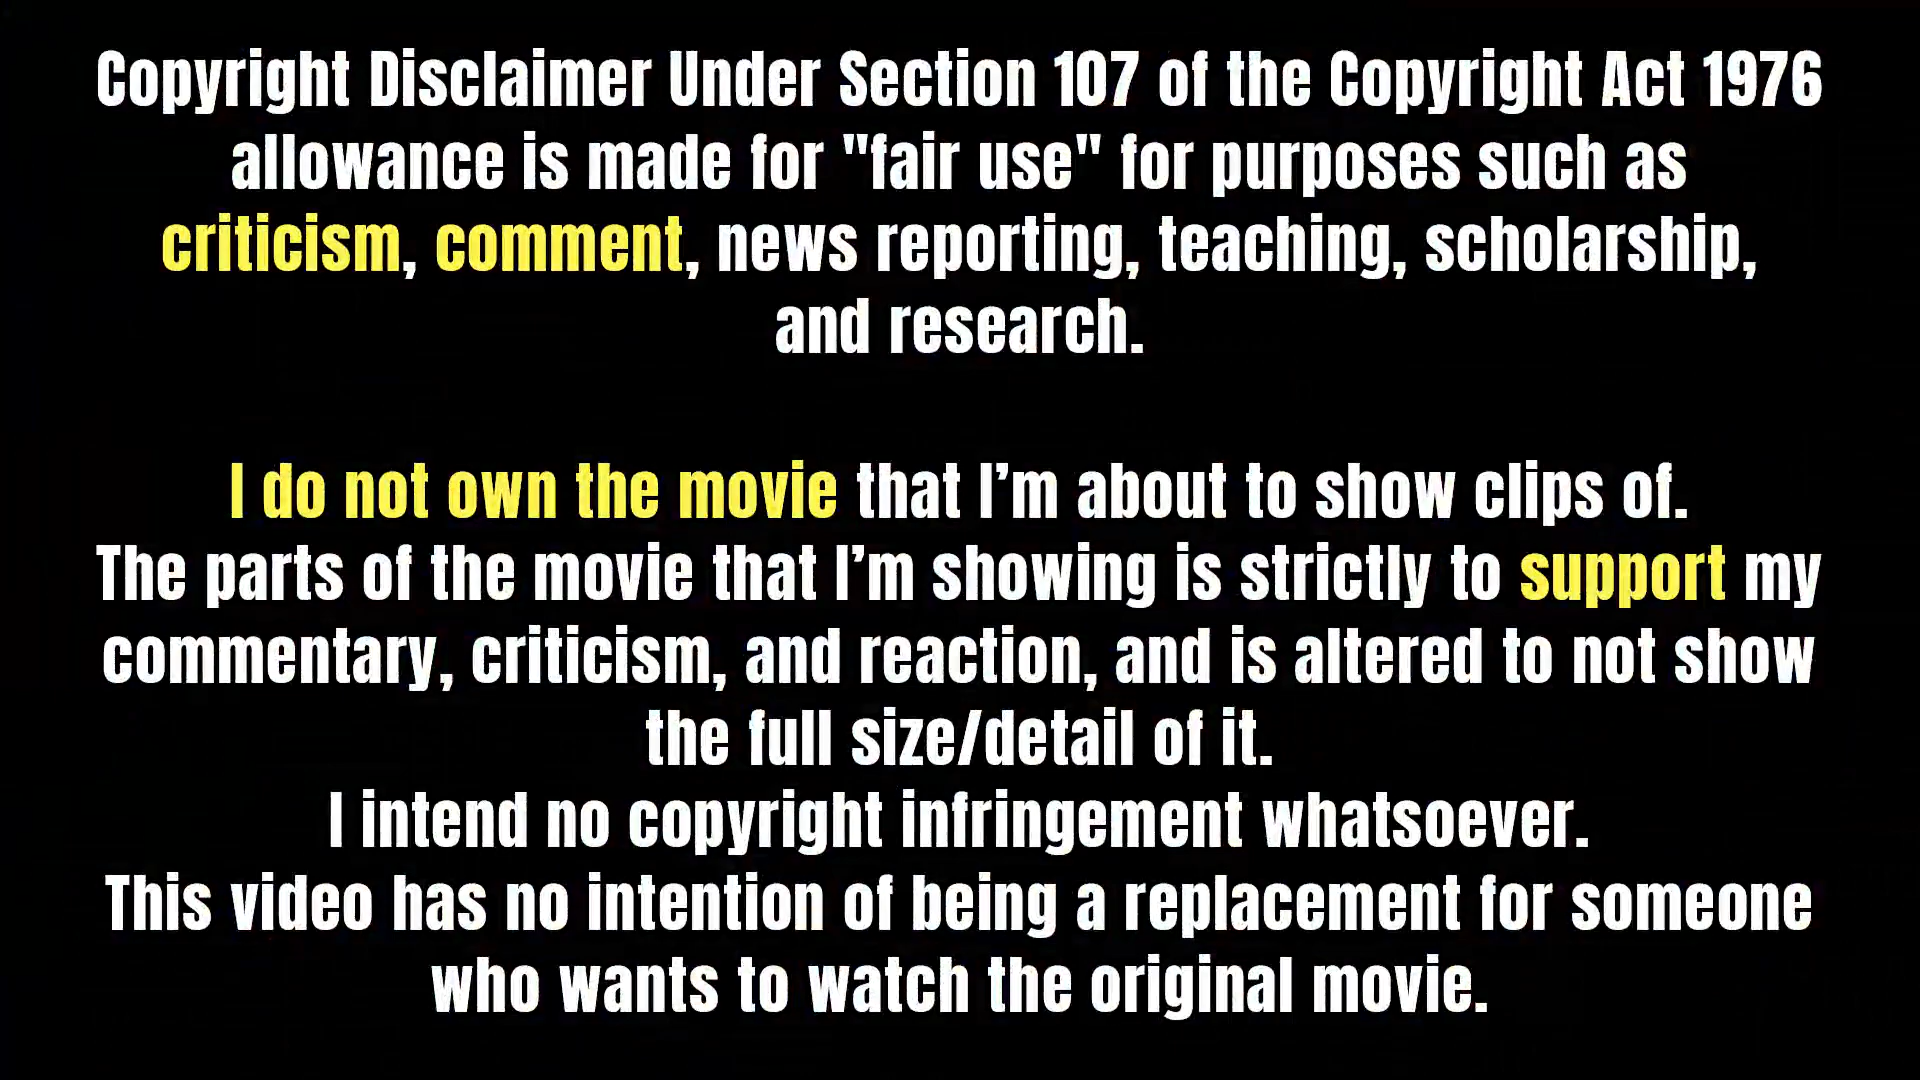 Copyright Disclaimer Under Section 107 of the Copyright Act 1976
allowance is made for "fair use" for purposes such as
criticism, comment, news reporting, teaching, scholarship,
and research.
I do not own the movie that I’m about to show clips of.
The parts of the movie that I’m showing is strictly to support my
commentary, criticism, and reaction, and is altered to not show
the full size/detail of it.
I intend no copyright infringement whatsoever.
This video has no intention of being a replacement for someone
who wants to watch the original movie.